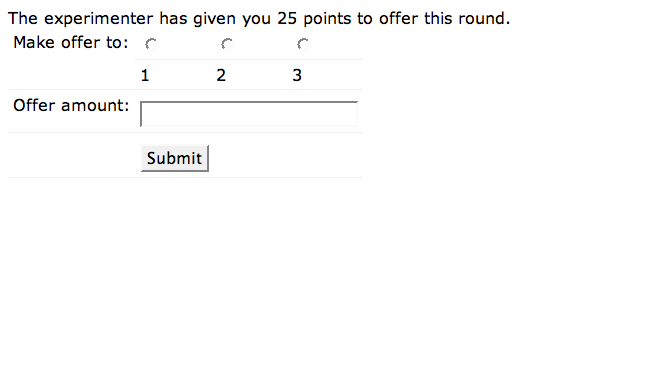 The experimenter has given you 25 points to offer this round.
Make offer to:
1 2 3
Offer amount:
Submit